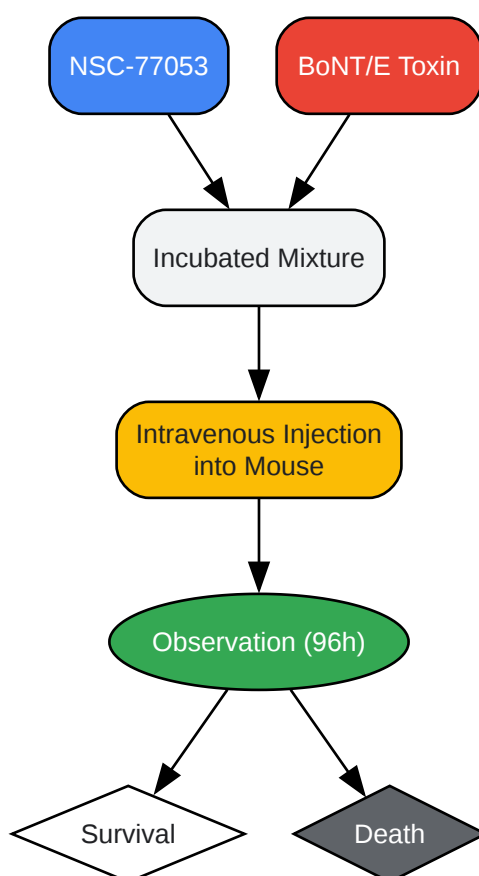 NSC-77053
BoNT/E Toxin
Incubated Mixture
Intravenous Injection
into Mouse
Observation (96h)
Survival
Death